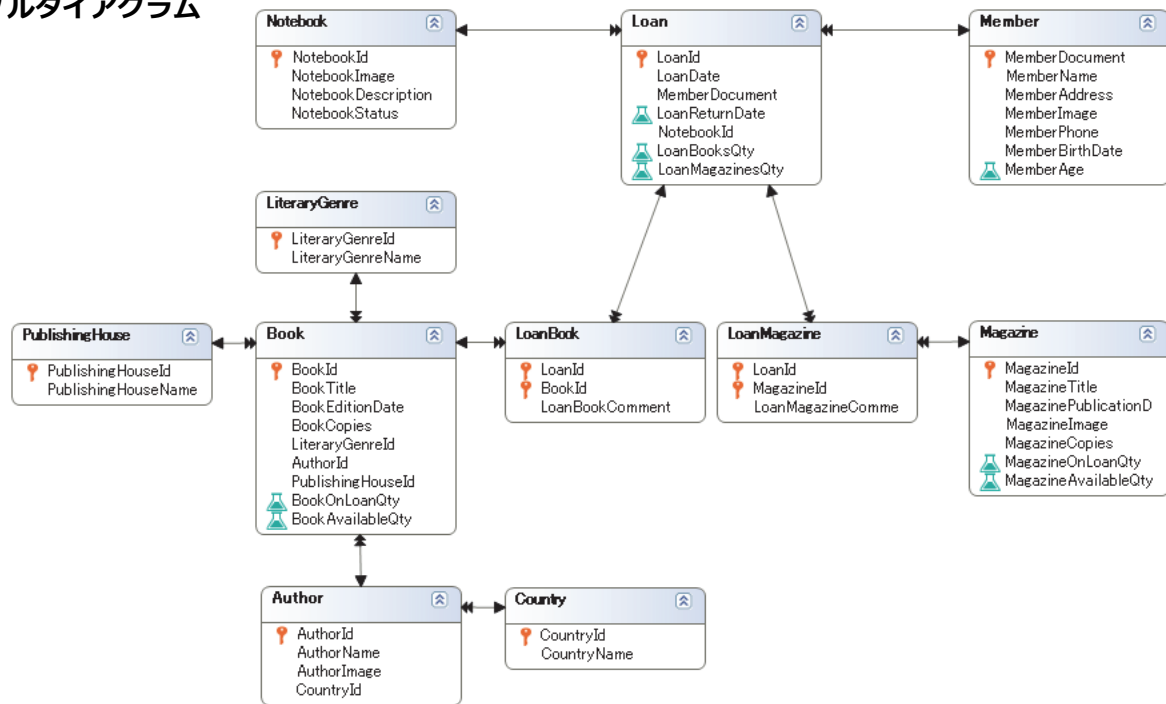 ルダイアグラム
Notebook
NotebookId
NotebookImage
NotebookDescription
NotebookStatus
Loan
LoanId
LoanDate
MemberDocument
LoanReturnDate
NotebookId
LoanBooksQty
LoanMagazinesQty
Member
MemberDocument
MemberName
MemberAddress
MemberImage
MemberPhone
MemberBirthDate
MemberAge
LiteraryGenre
LiteraryGenreId
LiteraryGenreName
PublishingHouse
PublishingHouseId
PublishingHouseName
Book
BookId
BookTitle
BookEditionDate
BookCopies
LiteraryGenreId
AuthorId
PublishingHouseId
BookOnLoanQty
BookAvailableQty
LoanBook
LoanId
BookId
LoanBookComment
LoanMagazine
LoanId
MagazineId
LoanMagazineComme
Magazine
MagazineId
MagazineTitle
MagazinePublicationD
MagazineImage
MagazineCopies
MagazineOnLoanQty
MagazineAvailableQty
Author
AuthorId
AuthorName
AuthorImage
CountryId
Country
CountryId
CountryName